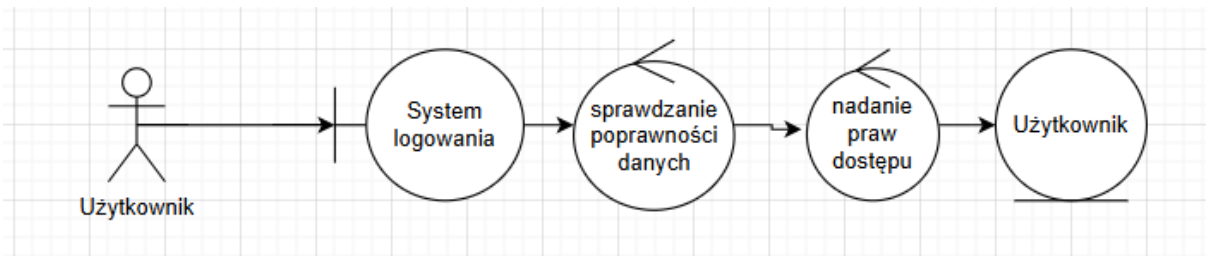 Użytkownik
System
logowania
sprawdzanie
poprawności
danych
nadanie
praw
dostępu
Użytkownik